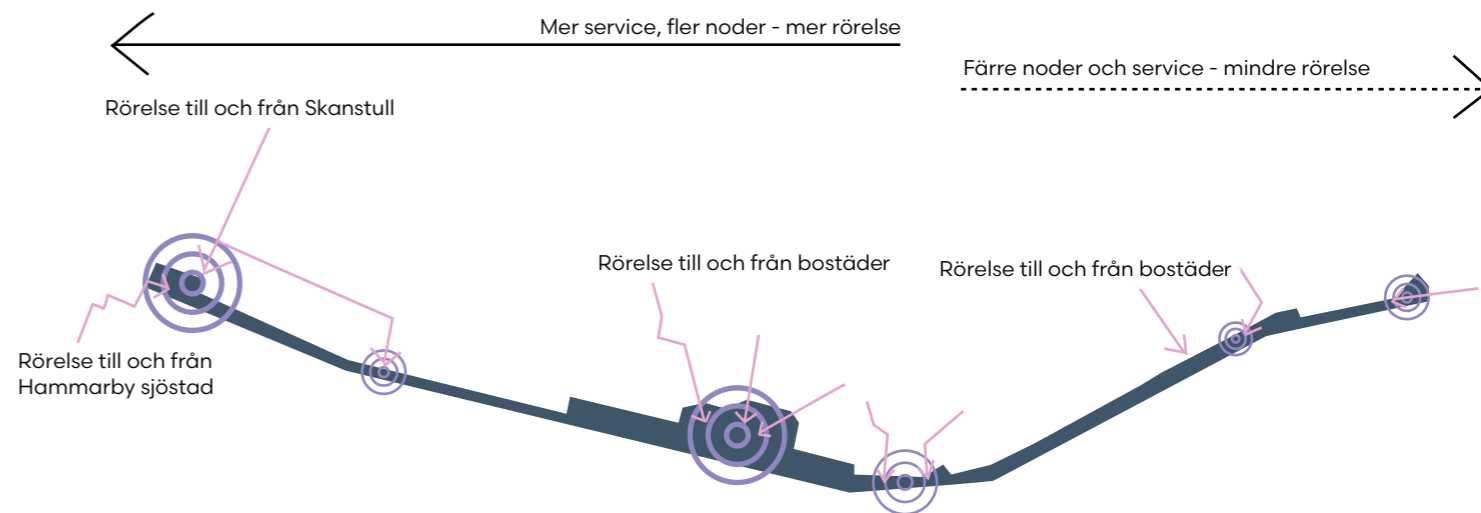 Mer service, fler noder - mer rörelse
Färre noder och service - mindre rörelse
Rörelse till och från Skanstull
Rörelse till och från bostäder
Rörelse till och från bostäder
Rörelse till och från
Hammarby sjöstad